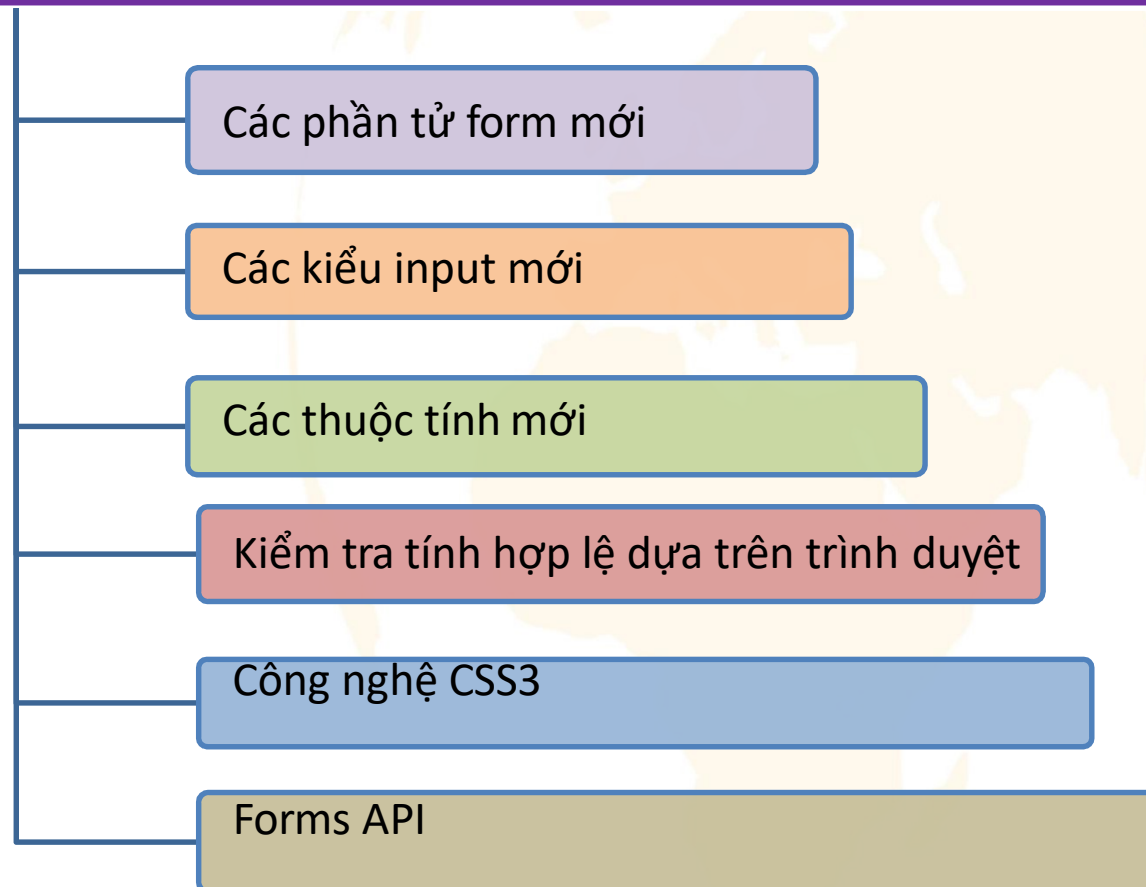 Các phần tử form mới
Các kiểu input mới
Các thuộc tính mới
Kiểm tra tính hợp lệ dựa trên trình duyệt
Công nghệ CSS3
Forms API